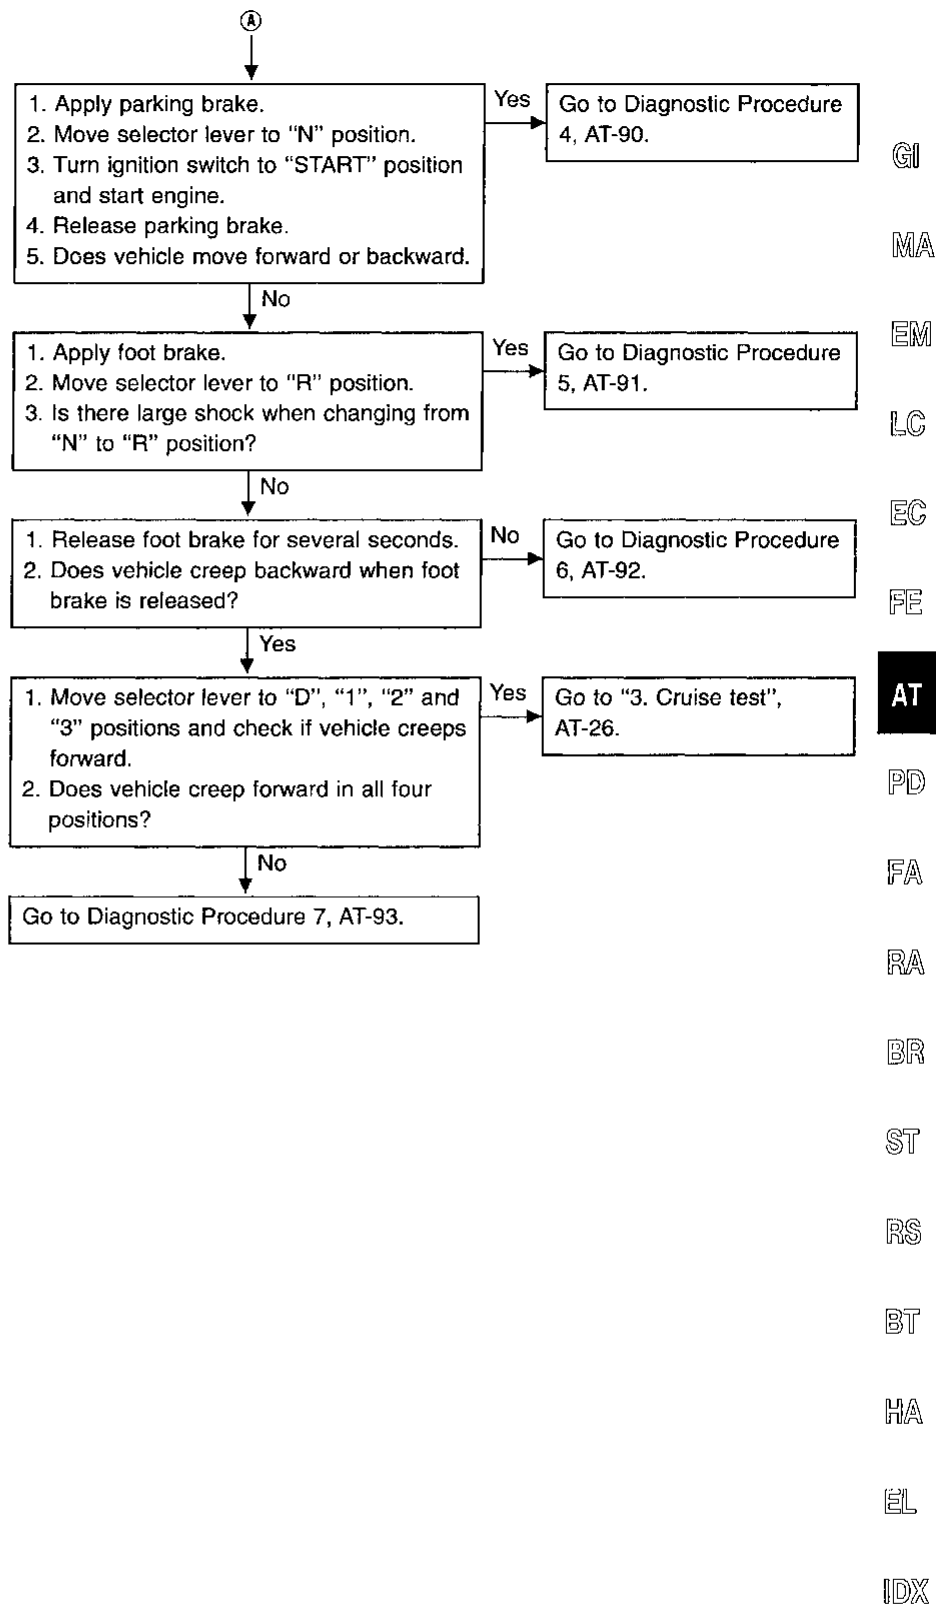 A
1. Apply parking brake.
2. Move selector lever to “N” position.
3. Turn ignition switch to “START” position
and start engine.
4. Release parking brake.
5. Does vehicle move forward or backward.
Yes
Go to Diagnostic Procedure
4, AT-90.
No
1. Apply foot brake.
2. Move selector lever to “R” position.
3. Is there large shock when changing from
“N” to “R” position?
Yes
Go to Diagnostic Procedure
5, AT-91.
No
1. Release foot brake for several seconds.
2. Does vehicle creep backward when foot
brake is released?
No
Go to Diagnostic Procedure
6, AT-92.
Yes
1. Move selector lever to “D”, “1”, “2” and
“3” positions and check if vehicle creeps
forward.
2. Does vehicle creep forward in all four
positions?
Yes
Go to “3. Cruise test”,
AT-26.
No
Go to Diagnostic Procedure 7, AT-93.
GI
MA
EM
LC
EC
FE
AT
PD
FA
RA
BR
ST
RS
BT
HA
EL
IDX